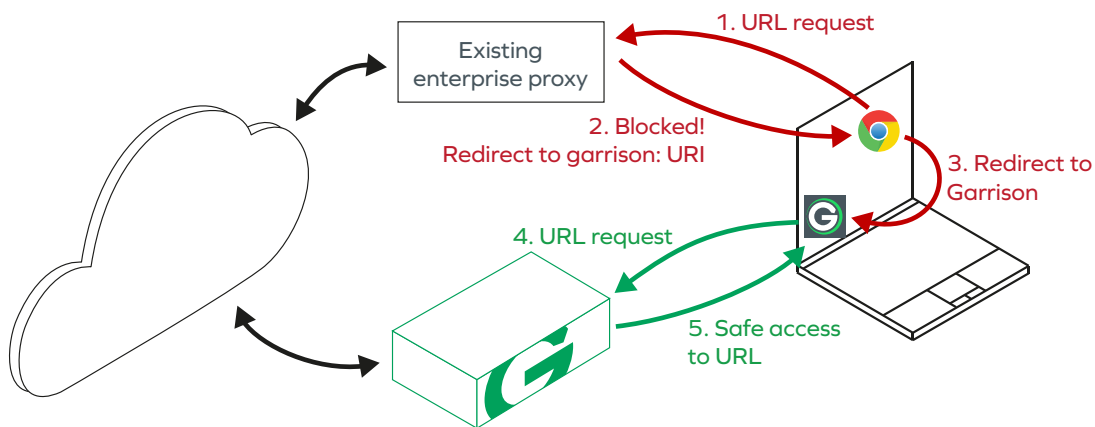 1. URL request
Existing
enterprise proxy
2. Blocked!
Redirect to garrison: URI
3. Redirect to
Garrison
G
4. URL request
5. Safe access
to URL
G